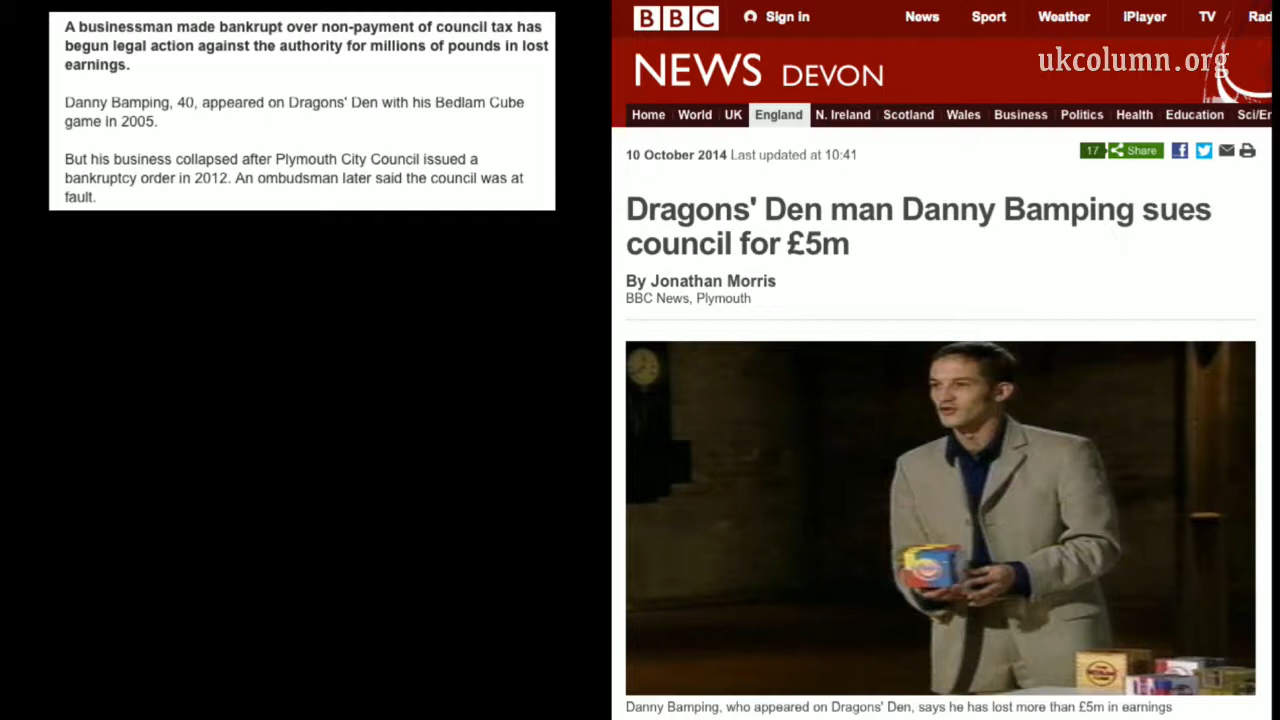 A businessman made bankrupt over non-payment of council tax has
begun legal action against the authority for millions of pounds in lost
earnings.
Danny Bamping, 40, appeared on Dragons' Den with his Bedlam Cube
game in 2005.
But his business collapsed after Plymouth City Council issued a
bankruptcy order in 2012. An ombudsman later said the council was at
fault.
BBC Sign in News Sport Weather iPlayer TV Rad
NEWS DEVON
ukcolumn.org
Home World UK England N. Ireland Scotland Wales Business Politics Health Education Sci/En
10 October 2014 Last updated at 10:41
17 Share
Dragons' Den man Danny Bamping sues
council for £5m
By Jonathan Morris
BBC News, Plymouth
Danny Bamping, who appeared on Dragons' Den, says he has lost more than £5m in earnings